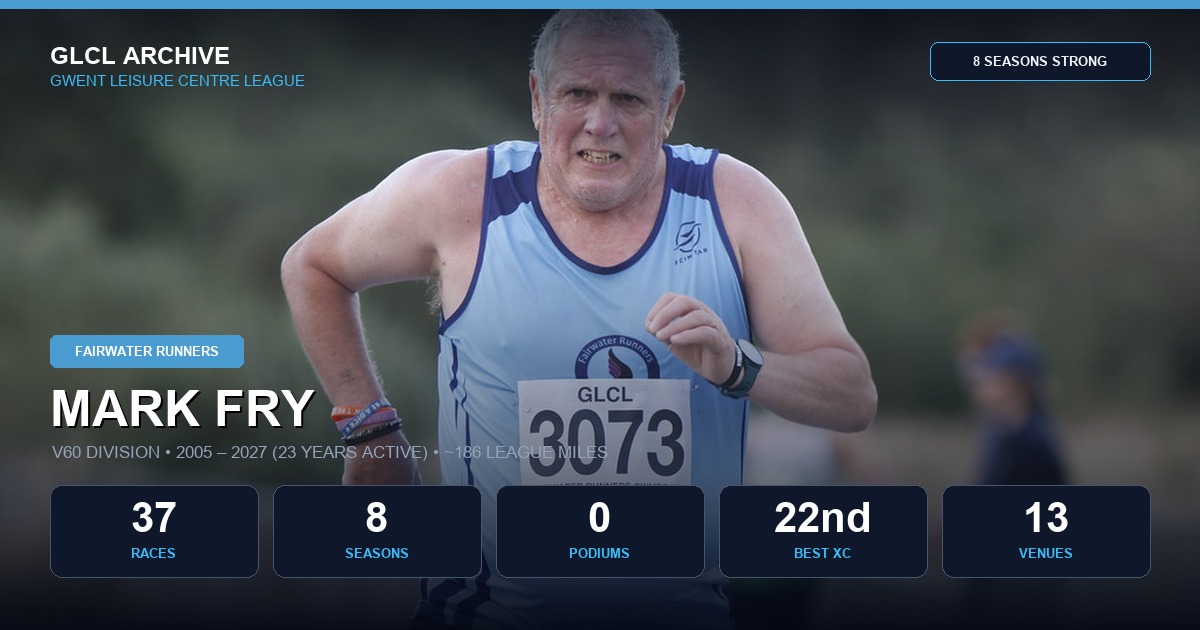 GLCL ARCHIVE
GWENT LEISURE CENTRE LEAGUE
8 SEASONS STRONG
SCIMITAR
Fairwater Runners
FAIRWATER RUNNERS
GLCL
3073
MARK FRY
V60 DIVISION • 2005 – 2027 (23 YEARS ACTIVE) • ~186 LEAGUE MILES
37
RACES
8
SEASONS
0
PODIUMS
22nd
BEST XC
13
VENUES